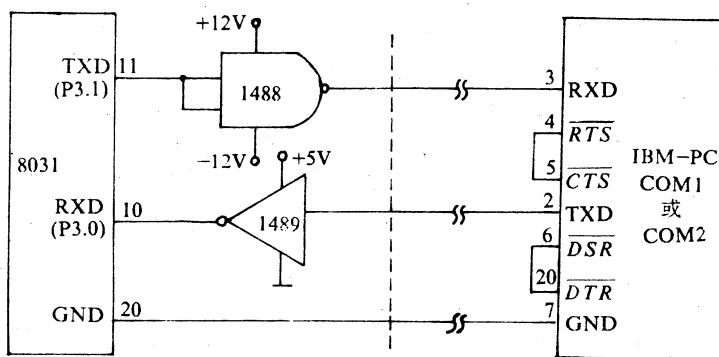 +12V
TXD 11
(P3.1)
1488
3 RXD
4 RTS
-12V
+5V
8031
5 CTS
IBM-PC
COM1
或
COM2
RXD 10
(P3.0)
1489
2 TXD
6 DSR
20 DTR
GND 20
7 GND